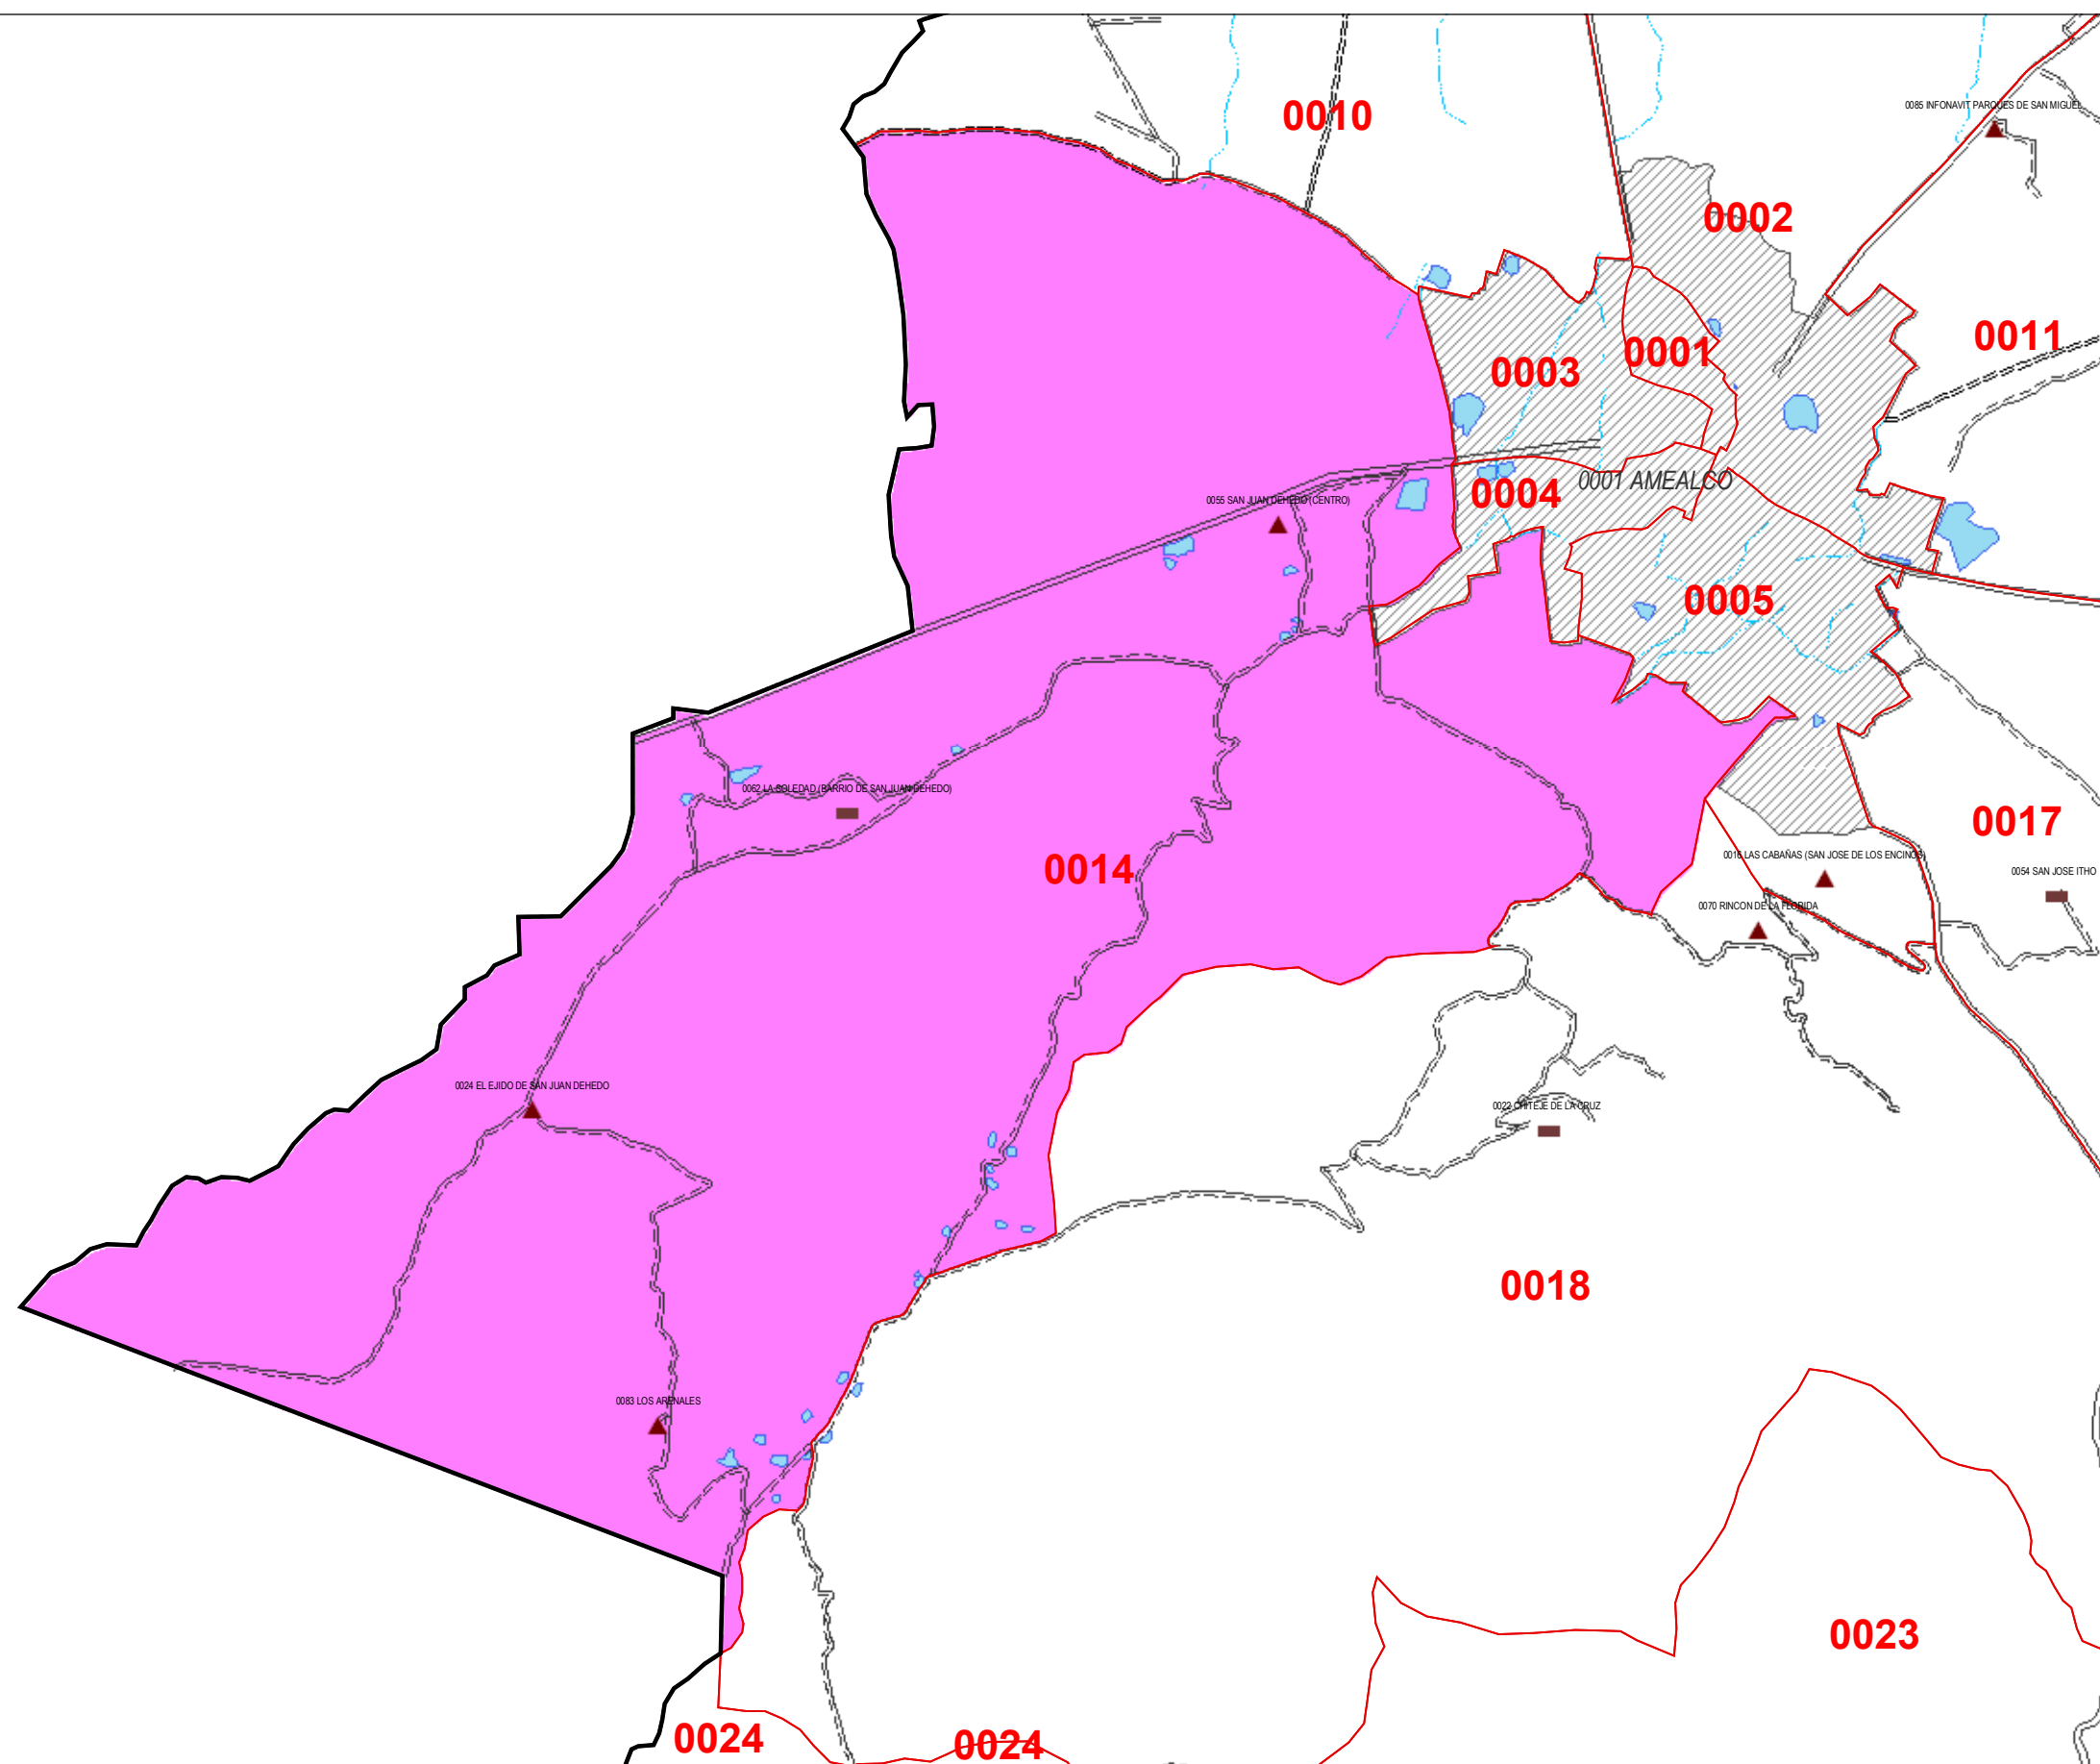 0085 INFONAVIT PARQUES DE SAN MIGUEL
0010
0002
0011
0001
0003
0001 AMEALCO
0004
0055 SAN JUAN DEHEDO (CENTRO)
0005
0062 LA SOLEDAD (BARRIO DE SAN JUAN DEHEDO)
0017
0014
0016 LAS CABAÑAS (SAN JOSE DE LOS ENCINOS)
0054 SAN JOSE ITHO
0070 RINCON DE LA FLORIDA
0024 EL EJIDO DE SAN JUAN DEHEDO
0022 CHITEJE DE LA CRUZ
0018
0083 LOS ARENALES
0023
0024
0024